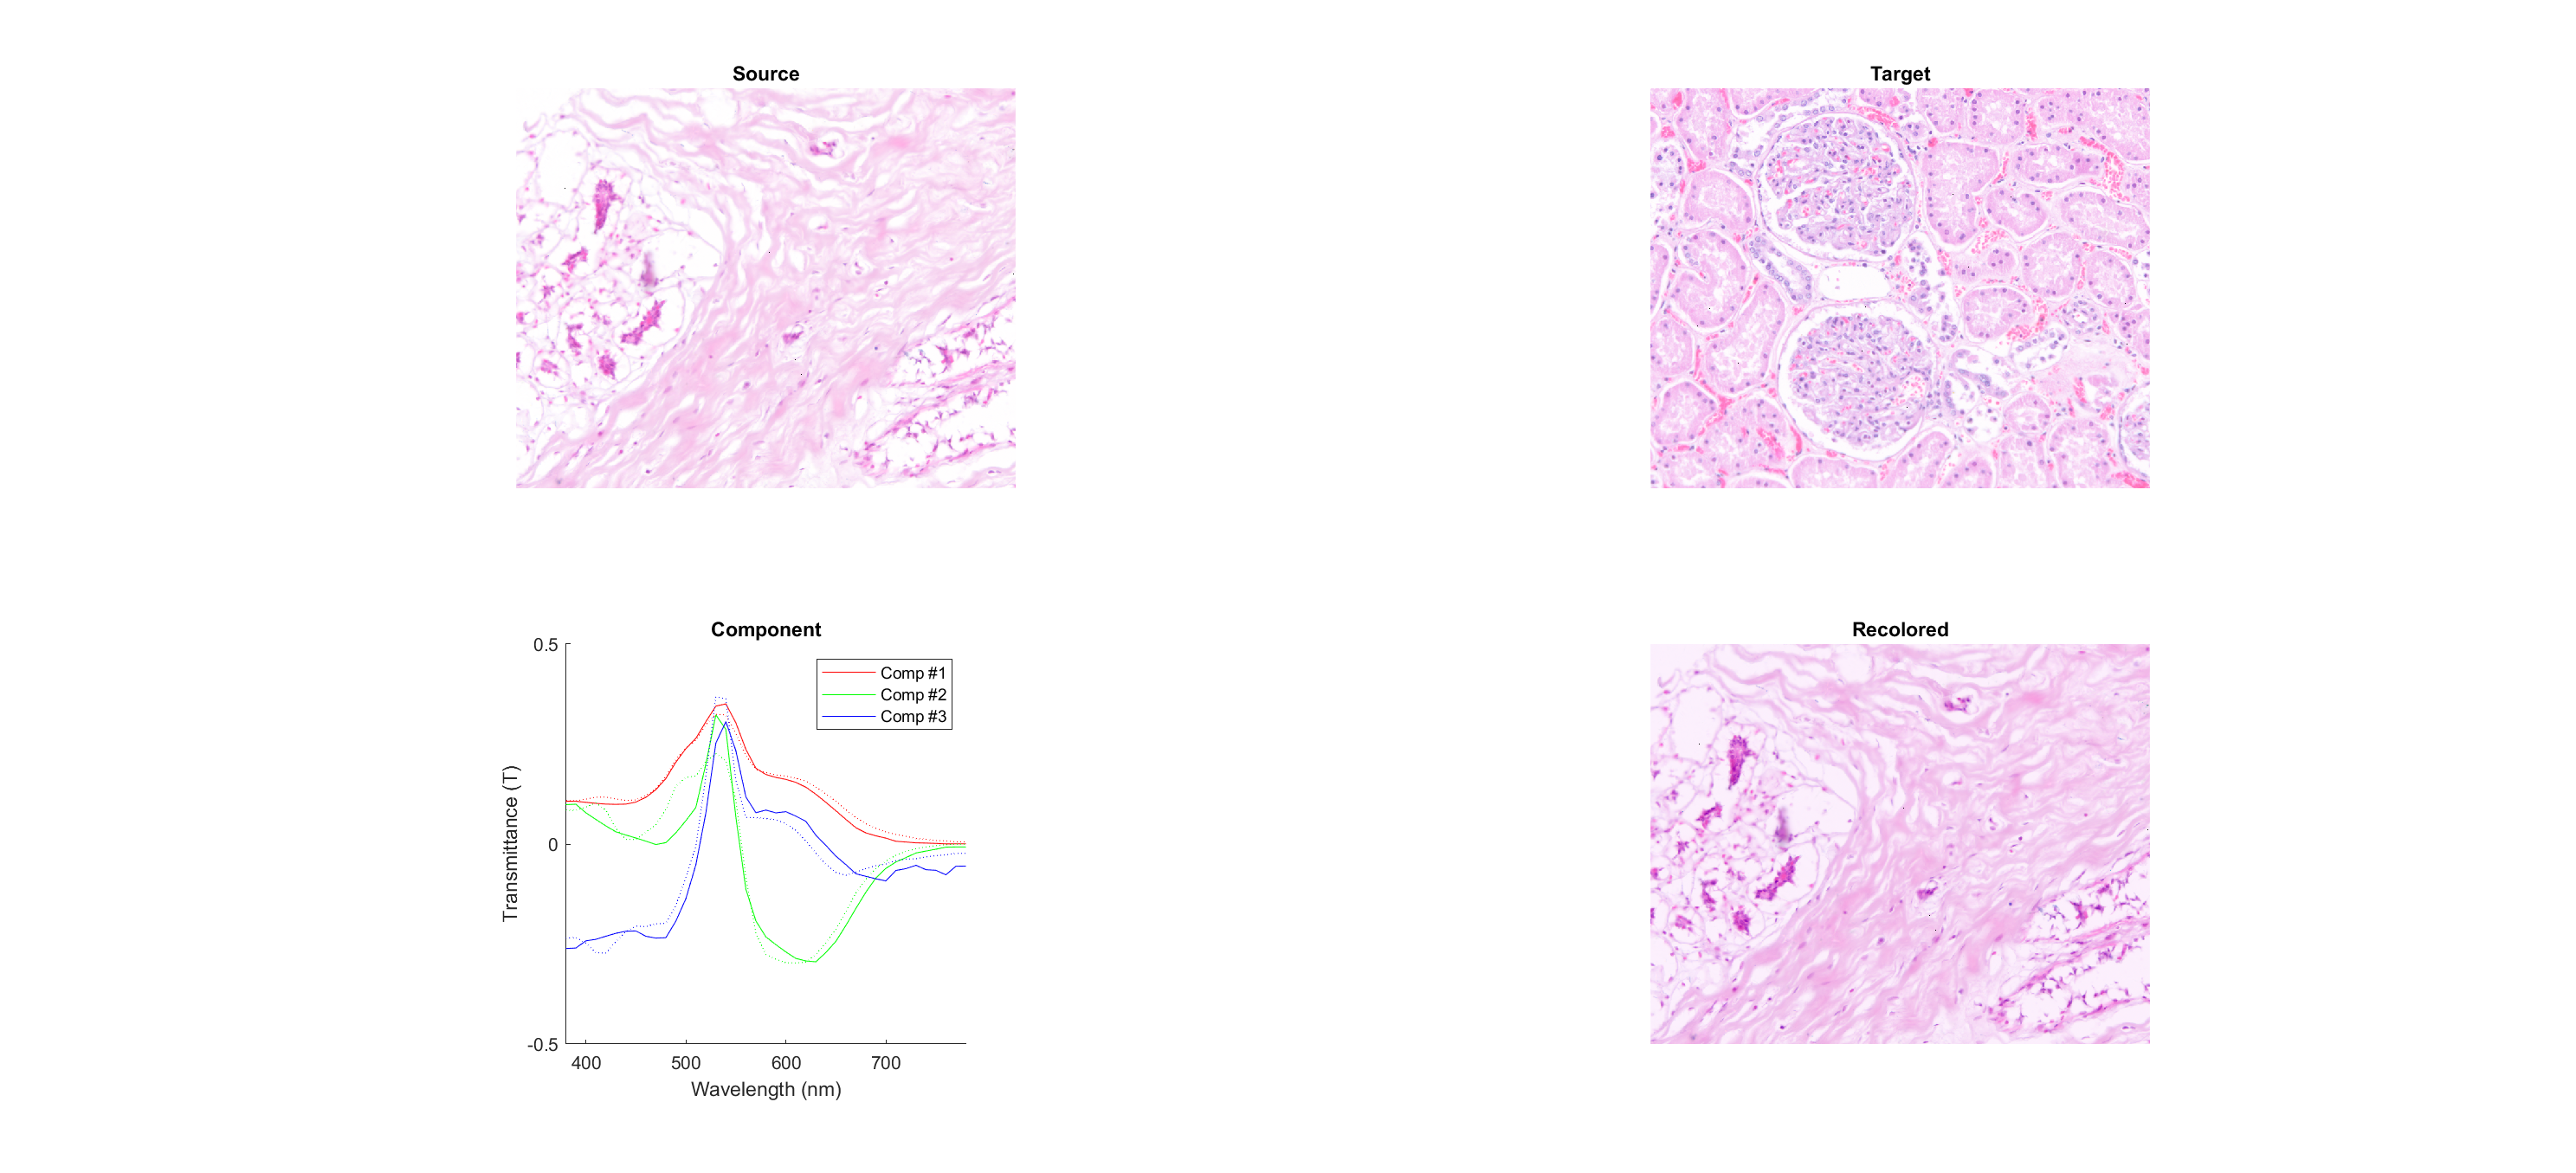 Source
Target
Component
0.5
0
-0.5
400 500 600 700
Transmittance (T)
Wavelength (nm)
Comp #1
Comp #2
Comp #3
Recolored